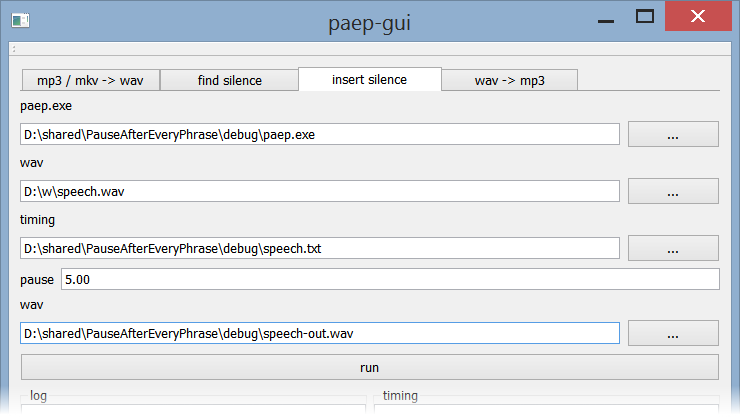 paep-gui
mp3 / mkv -> wav find silence insert silence wav -> mp3
paep.exe
D:\shared\PauseAfterEveryPhrase\debug\paep.exe ...
wav
D:\w\speech.wav ...
timing
D:\shared\PauseAfterEveryPhrase\debug\speech.txt ...
pause 5.00
wav
D:\shared\PauseAfterEveryPhrase\debug\speech-out.wav ...
run
log timing